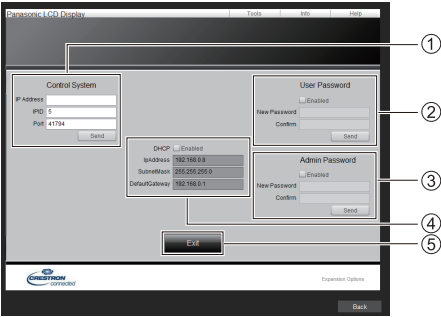 Panasonic LCD Display
Tools Info Help
①
Control System
IP Address
IPID 5
Port 41794
Send
User Password
Enabled
New Password
Confirm
Send
②
DHCP Enabled
IpAddress 192.168.0.8
SubnetMask 255.255.255.0
DefaultGateway 192.168.0.1
Admin Password
Enabled
New Password
Confirm
Send
③
④
Exit
⑤
CRESTRON
connected
Expansion Options
Back